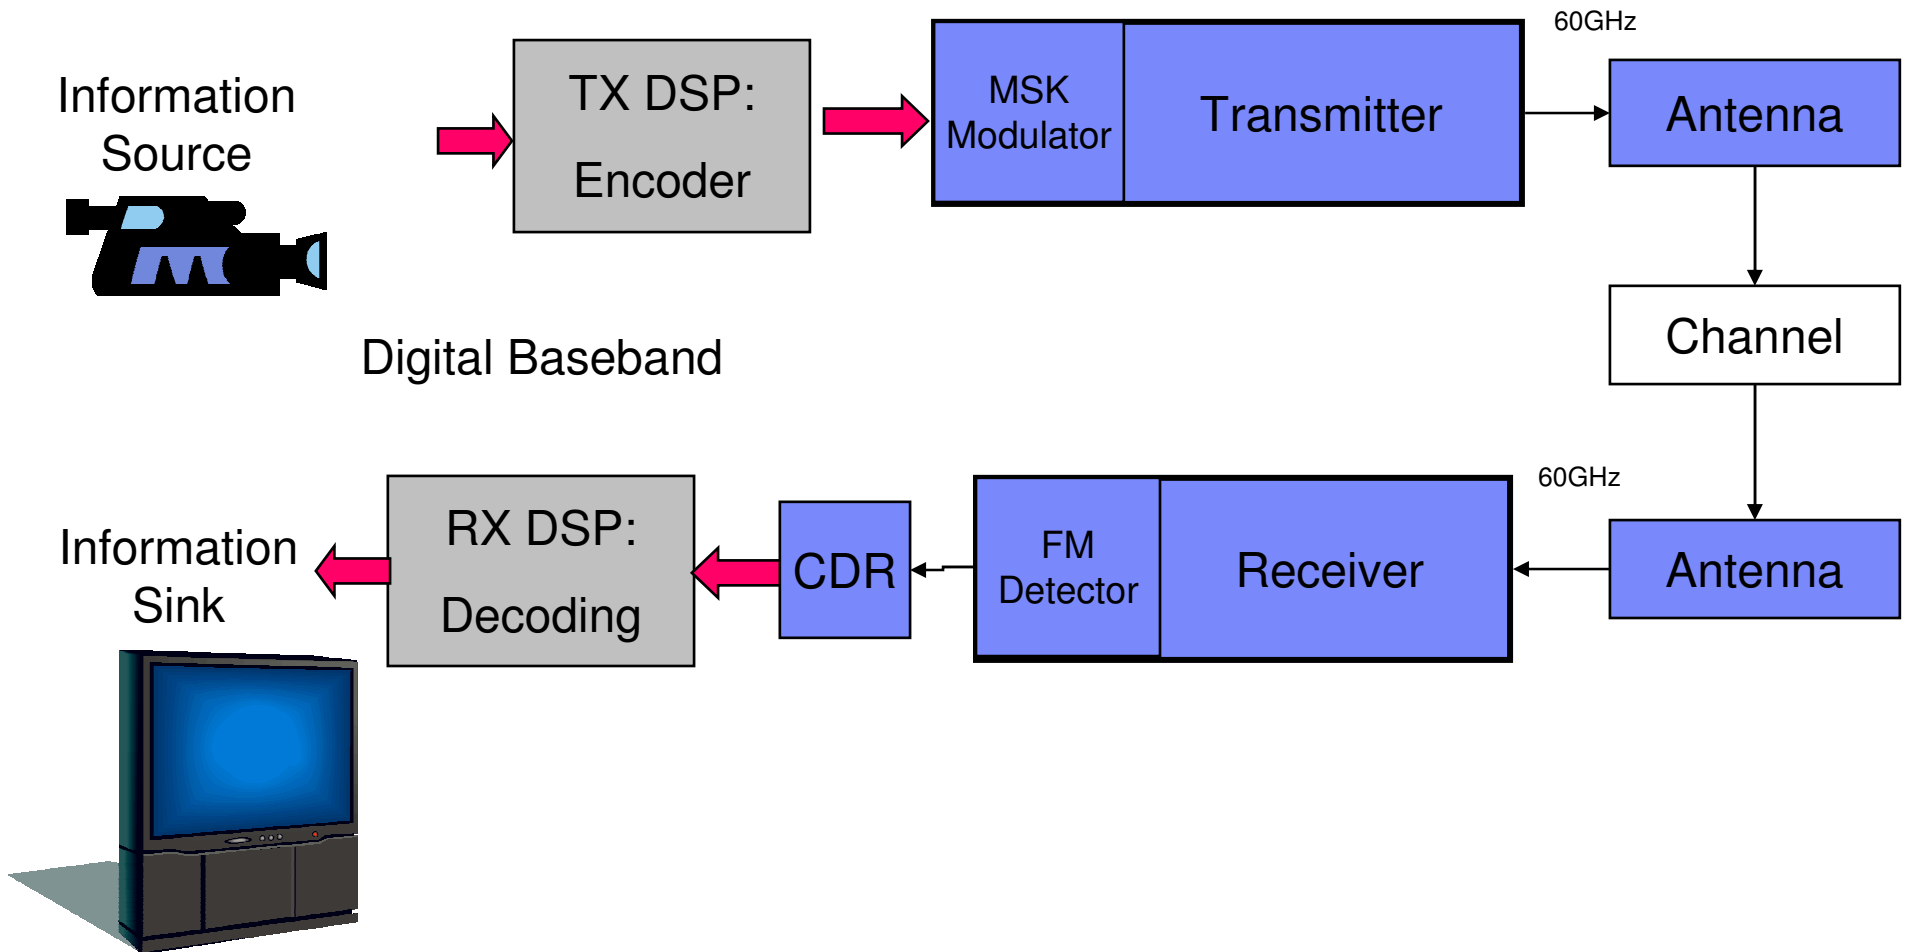 Information
Source
TX DSP:
Encoder
MSK
Modulator
Transmitter
60GHz
Antenna
Channel
Digital Baseband
Information
Sink
RX DSP:
Decoding
CDR
FM
Detector
Receiver
60GHz
Antenna